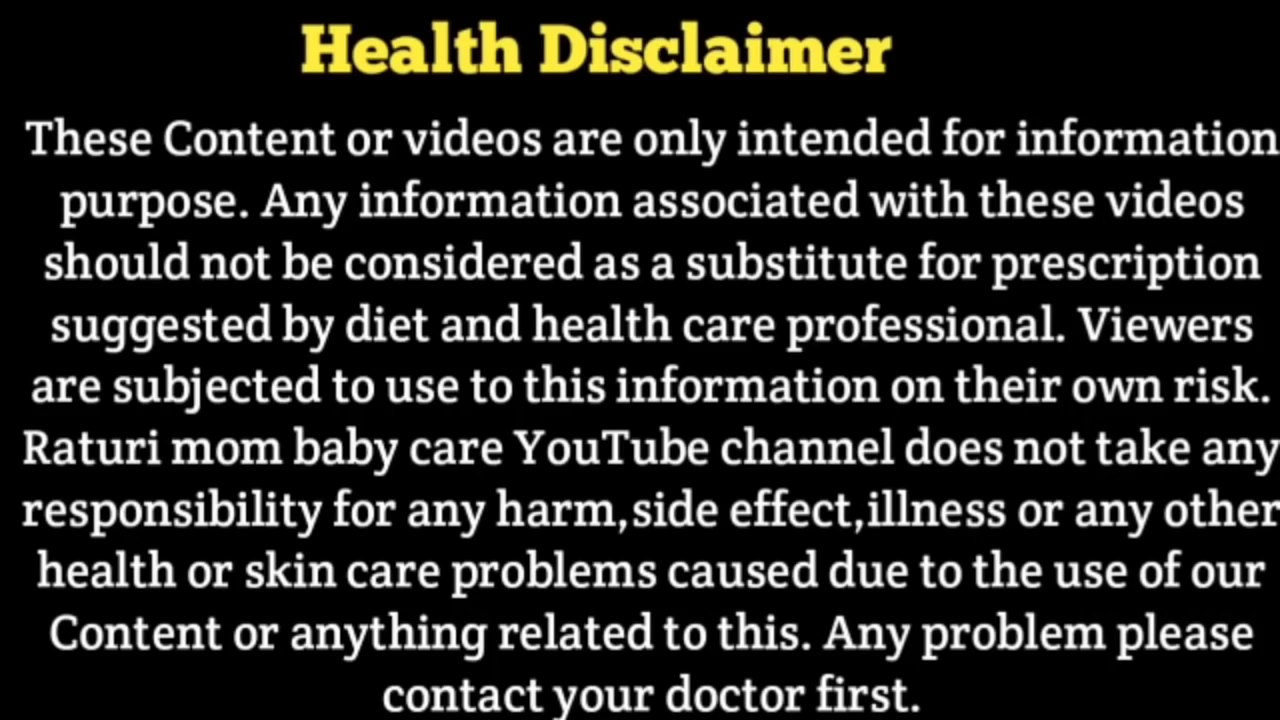 Health Disclaimer
These Content or videos are only intended for information
purpose. Any information associated with these videos
should not be considered as a substitute for prescription
suggested by diet and health care professional. Viewers
are subjected to use to this information on their own risk.
Raturi mom baby care YouTube channel does not take any
responsibility for any harm,side effect,illness or any other
health or skin care problems caused due to the use of our
Content or anything related to this. Any problem please
contact your doctor first.